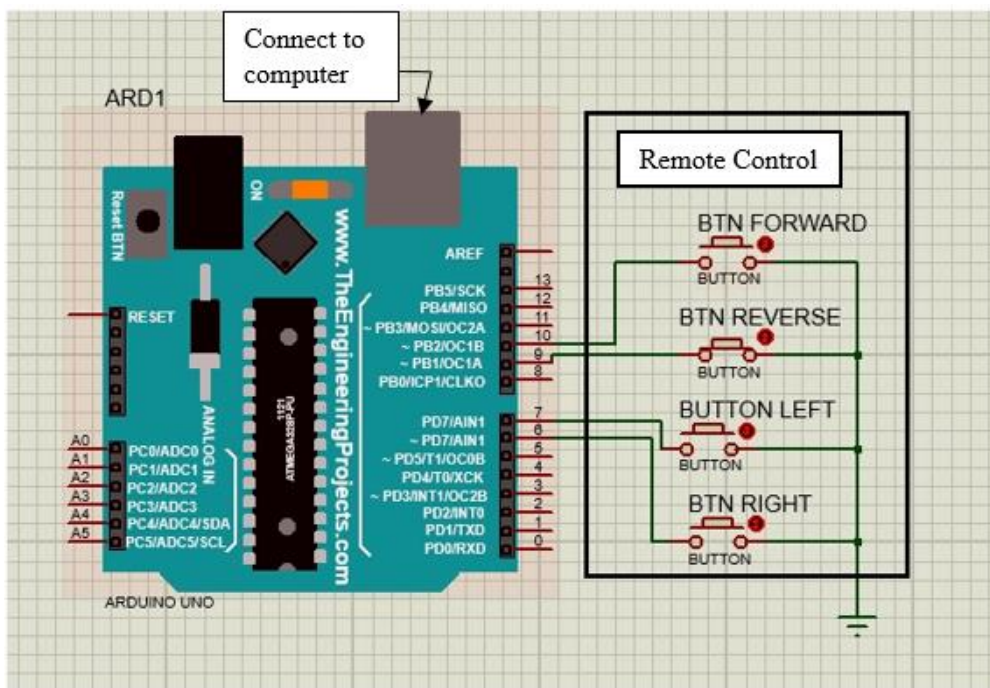 Connect to
computer
ARD1
Remote Control
Reset BTN
ON
www.TheEngineeringProjects.com
BTN FORWARD
BUTTON
AREF
13
PB5/SCK
12
PB4/MISO
11
~ PB3/MOSI/OC2A
10
~ PB2/OC1B
9
~ PB1/OC1A
8
PB0/ICP1/CLKO
BTN REVERSE
BUTTON
RESET
1121
ATMEGA328P-PU
ANALOG IN
7
PD7/AIN1
6
~ PD7/AIN1
5
~ PD5/T1/OC0B
4
PD4/T0/XCK
3
~ PD3/INT1/OC2B
2
PD2/INT0
1
PD1/TXD
0
PD0/RXD
BUTTON LEFT
BUTTON
A0
PC0/ADC0
A1
PC1/ADC1
A2
PC2/ADC2
A3
PC3/ADC3
A4
PC4/ADC4/SDA
A5
PC5/ADC5/SCL
BTN RIGHT
BUTTON
ARDUINO UNO